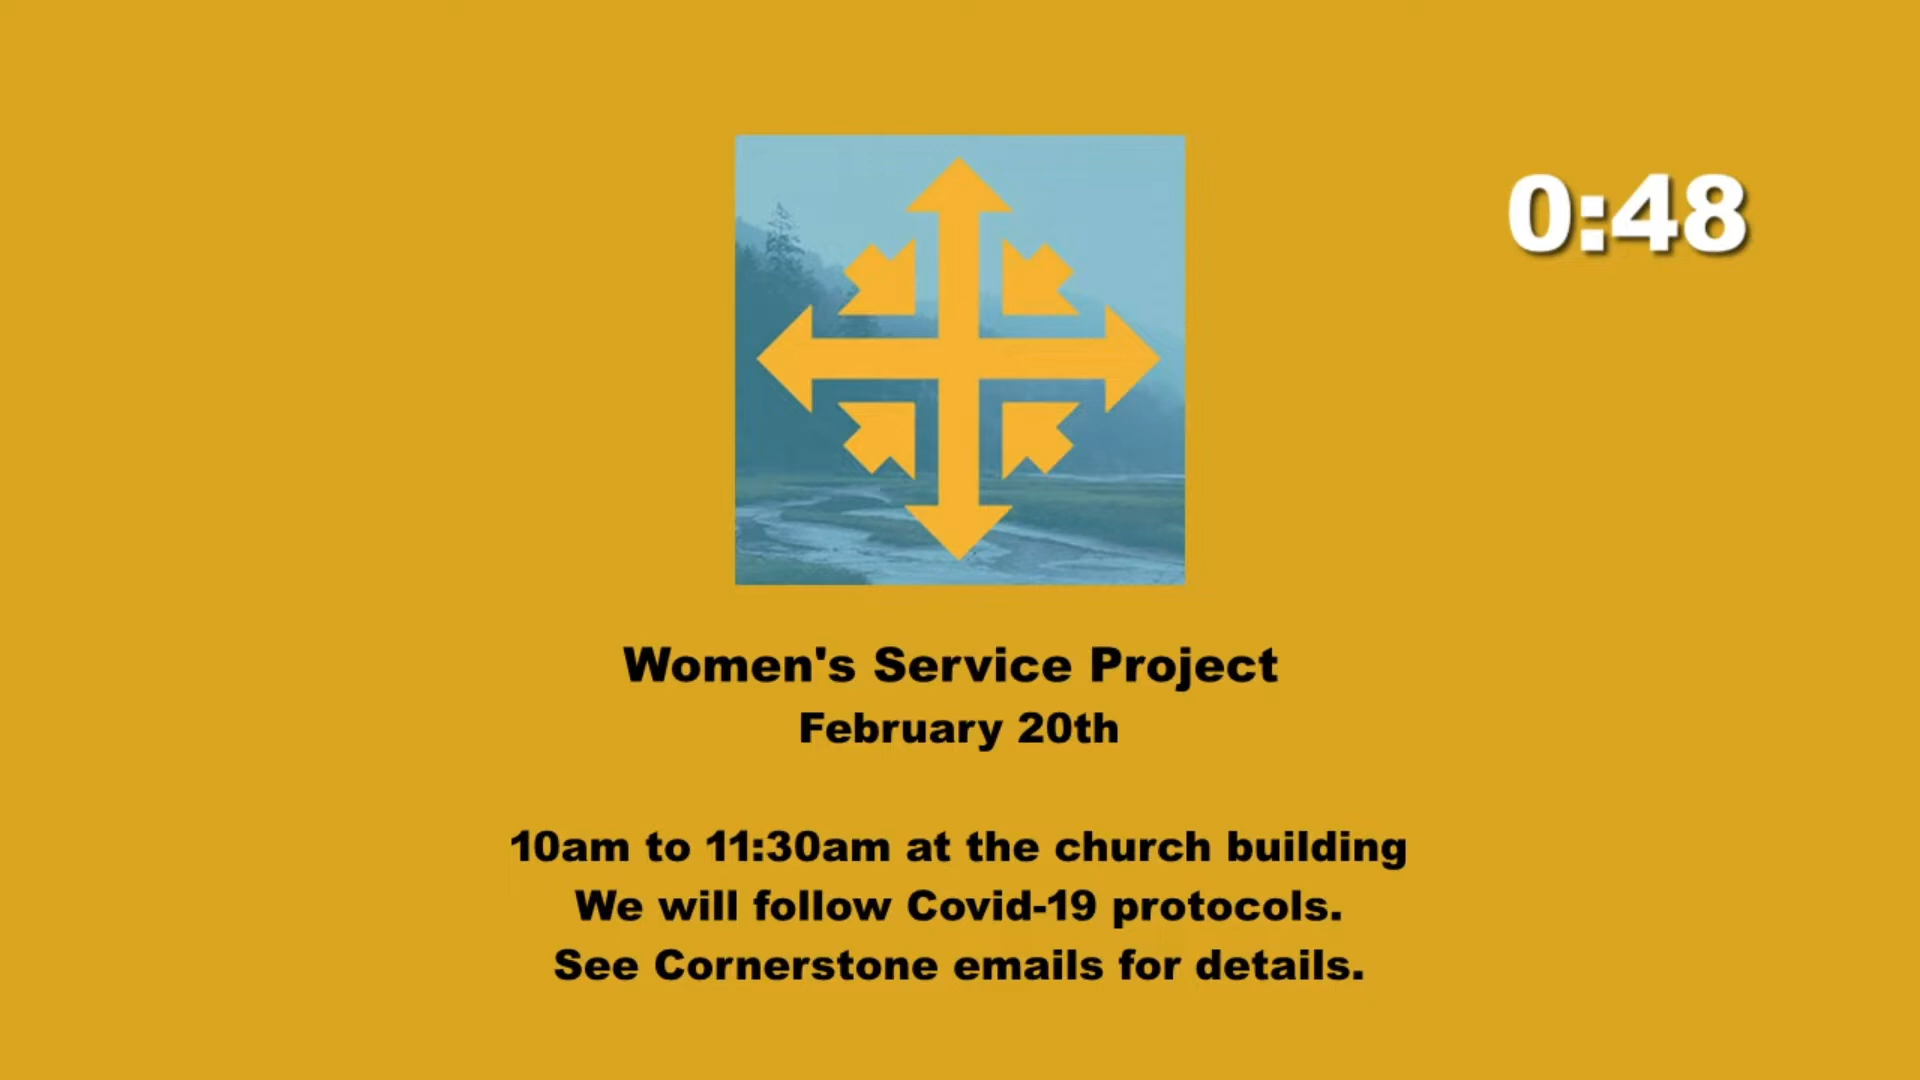 0:48
Women's Service Project
February 20th
10am to 11:30am at the church building
We will follow Covid-19 protocols.
See Cornerstone emails for details.